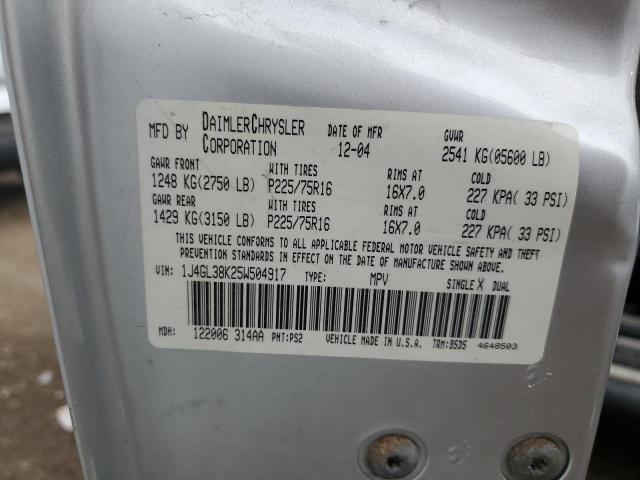 MFD BY DAIMLERCHRYSLER CORPORATION DATE OF MFR 12-04 GVWR 2541 KG(05600 LB)
GAWR FRONT WITH TIRES RIMS AT COLD
1248 KG(2750 LB) P225/75R16 16X7.0 227 KPA( 33 PSI)
GAWR REAR WITH TIRES RIMS AT COLD
1429 KG(3150 LB) P225/75R16 16X7.0 227 KPA( 33 PSI)
THIS VEHICLE CONFORMS TO ALL APPLICABLE FEDERAL MOTOR VEHICLE SAFETY AND THEFT
PREVENTION STANDARDS IN EFFECT ON THE DATE OF MANUFACTURE SHOWN ABOVE.
VIN: 1J4GL38K25W504917 TYPE: MPV SINGLE X DUAL
MDH: 122006 314AA PNT:PS2 VEHICLE MADE IN U.S.A. TRM:B5D5 4648503